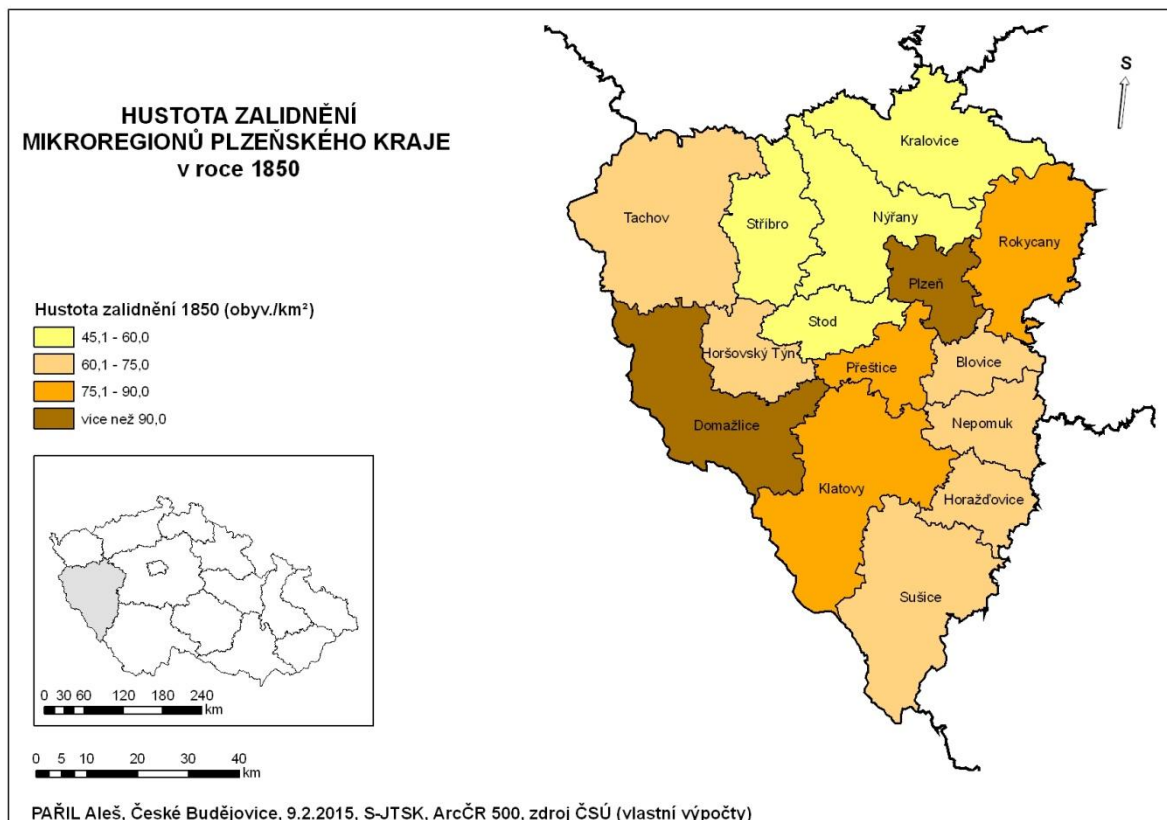 HUSTOTA ZALIDNĚNÍ
MIKROREGIONŮ PLZEŇSKÉHO KRAJE
v roce 1850
S
Kralovice
Tachov
Stříbro
Nýřany
Rokycany
Plzeň
Stod
Horšovský Týn
Přeštice
Blovice
Domažlice
Nepomuk
Klatovy
Horažďovice
Sušice
Hustota zalidnění 1850 (obyv./km²)
45,1 - 60,0
60,1 - 75,0
75,1 - 90,0
více než 90,0
0 30 60 120 180 240
km
0 5 10 20 30 40
km
PAŘIL Aleš, České Budějovice, 9.2.2015, S-JTSK, ArcČR 500, zdroj ČSÚ (vlastní výpočty)